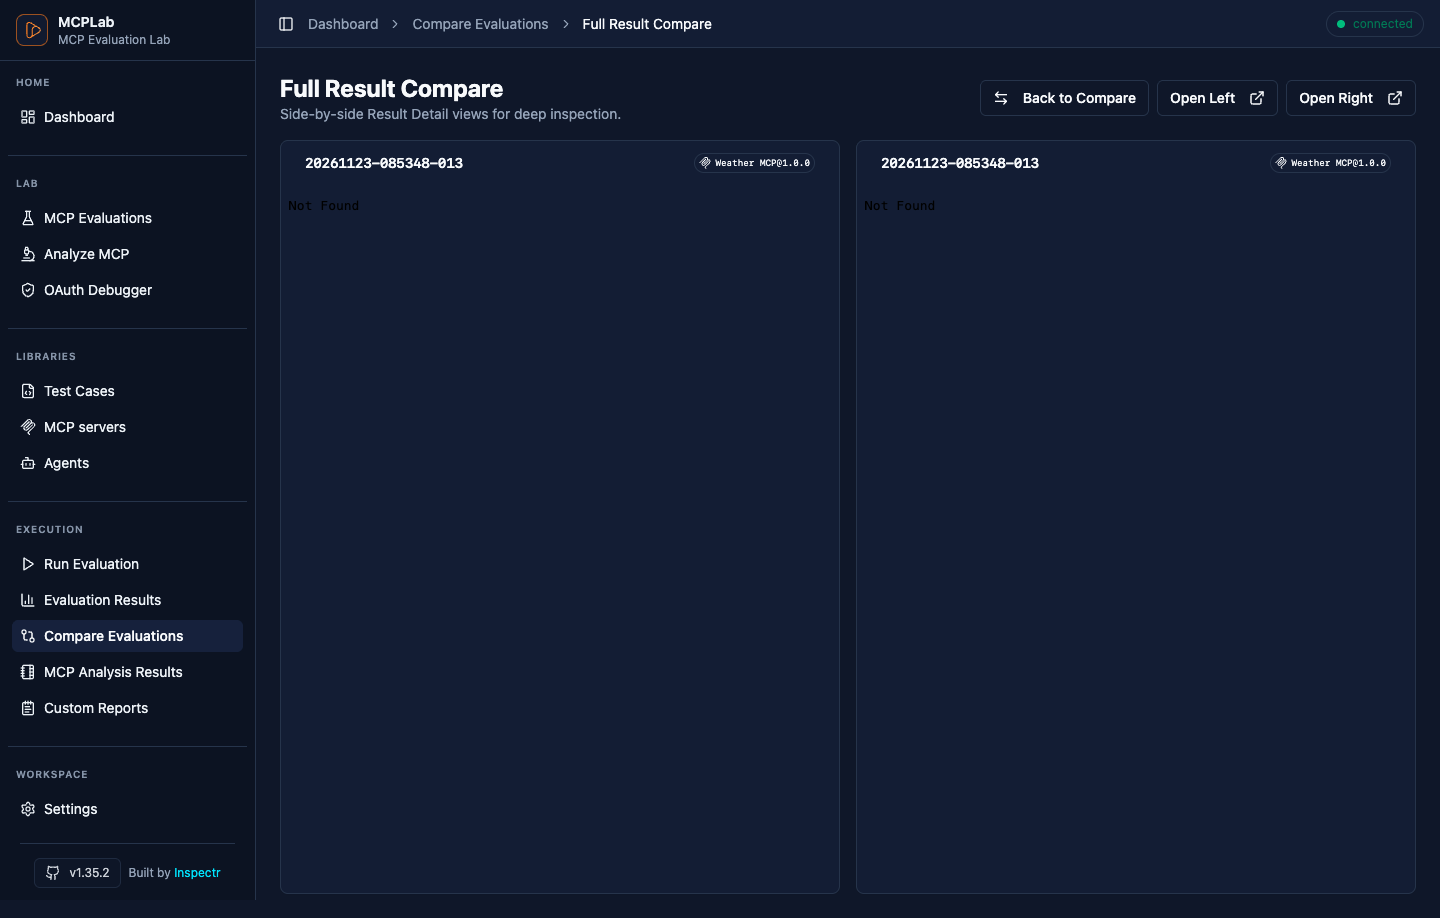 MCPLab
MCP Evaluation Lab
HOME
Dashboard
LAB
MCP Evaluations
Analyze MCP
OAuth Debugger
LIBRARIES
Test Cases
MCP servers
Agents
EXECUTION
Run Evaluation
Evaluation Results
Compare Evaluations
MCP Analysis Results
Custom Reports
WORKSPACE
Settings
v1.35.2 Built by Inspectr
Dashboard > Compare Evaluations > Full Result Compare
connected
Full Result Compare
Side-by-side Result Detail views for deep inspection.
Back to Compare
Open Left
Open Right
20261123-085348-013
Weather MCP@1.0.0
Not Found
20261123-085348-013
Weather MCP@1.0.0
Not Found